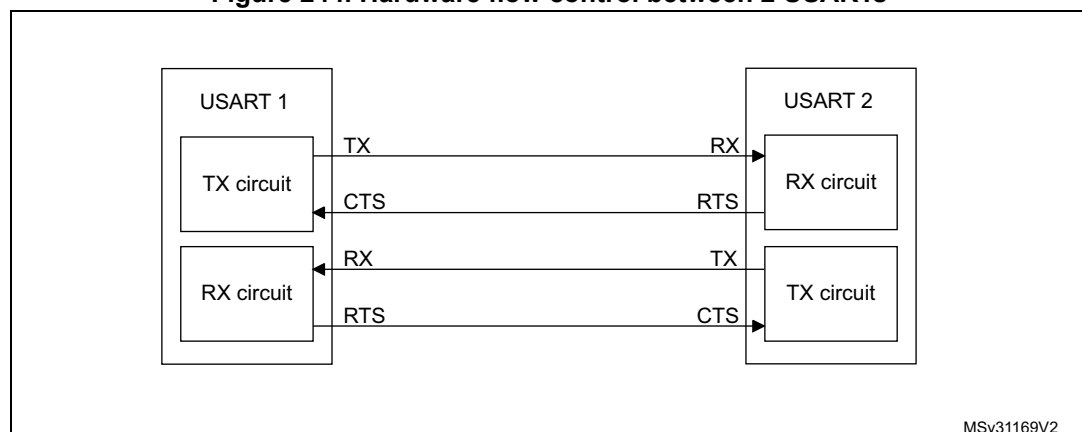 USART 1
USART 2
TX
RX
TX circuit
RX circuit
CTS
RTS
RX
TX
RX circuit
TX circuit
RTS
CTS
MSv31169V2